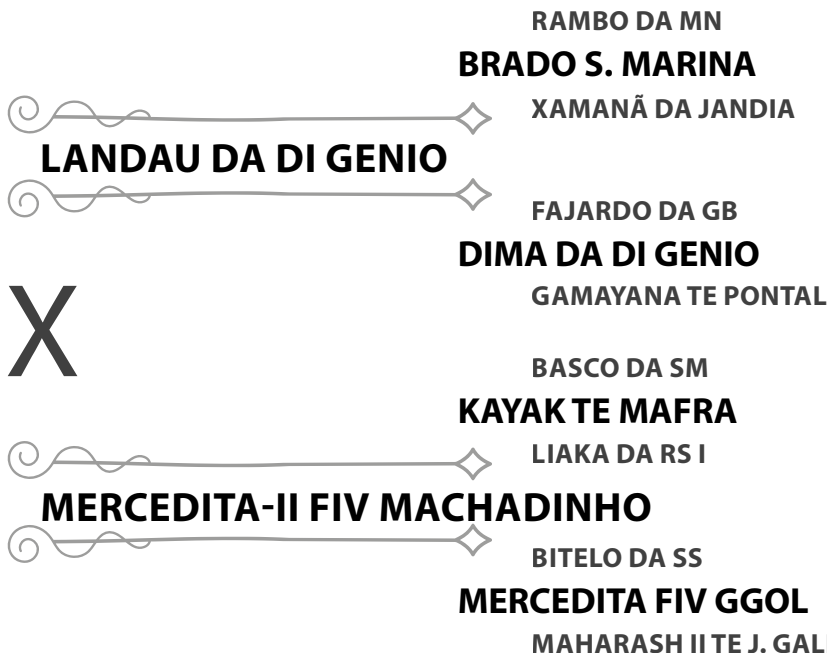 RAMBO DA MN
BRADO S. MARINA
XAMANÃ DA JANDIA
LANDAU DA DI GENIO
FAJARDO DA GB
DIMA DA DI GENIO
GAMAYANA TE PONTAL
X
BASCO DA SM
KAYAK TE MAFRA
LIAKA DA RS I
MERCEDITA-II FIV MACHADINHO
BITELO DA SS
MERCEDITA FIV GGOL
MAHARASH II TE J. GAL